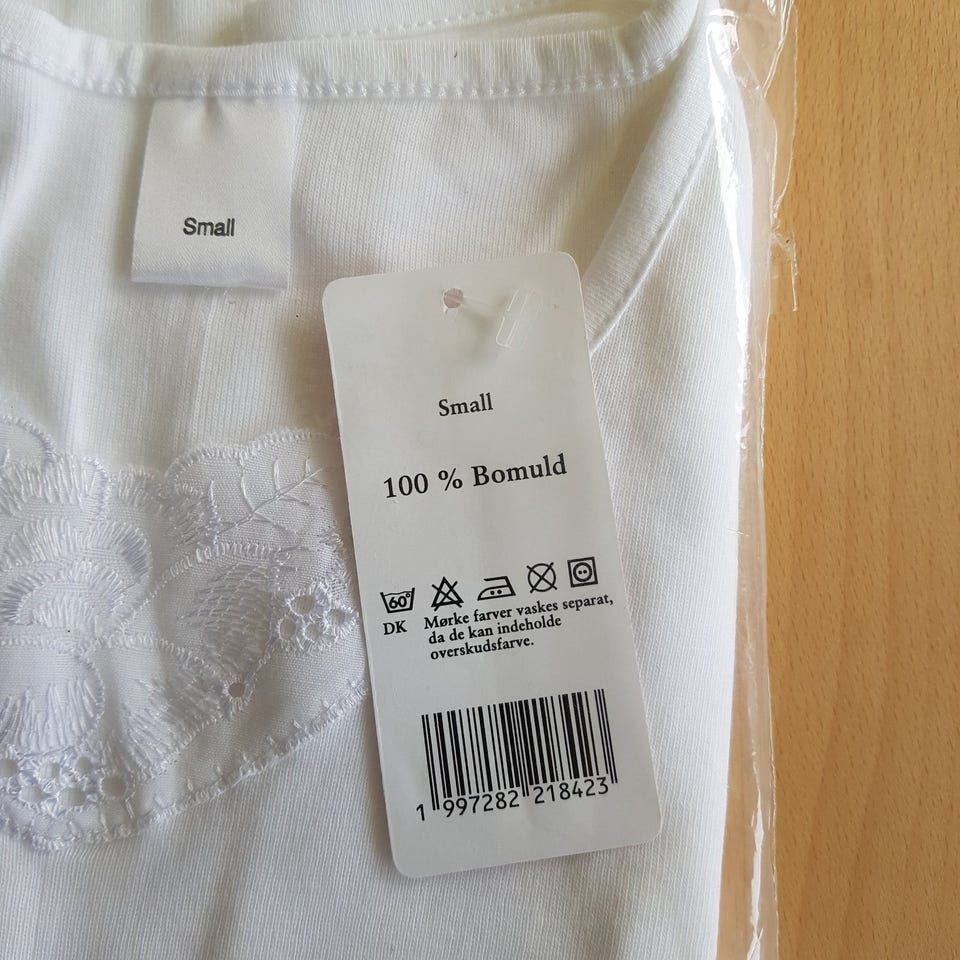 Small
Small
100 % Bomuld
60°
DK Mørke farver vaskes separat,
da de kan indeholde
overskudsfarve.
1 997282 218423